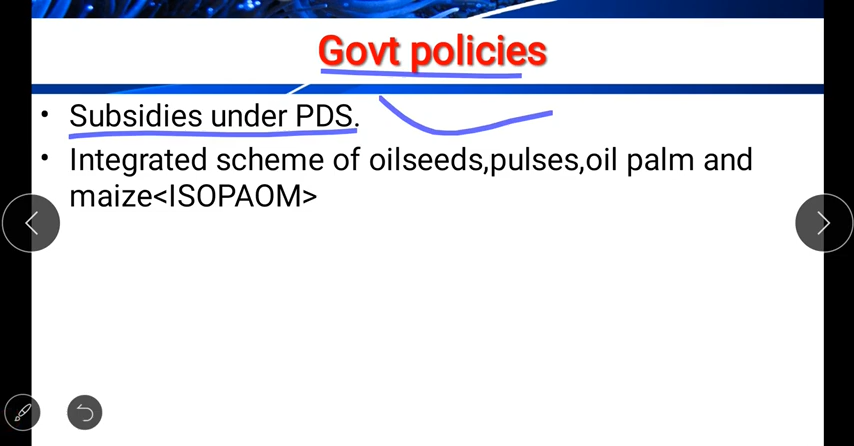 Govt policies
• Subsidies under PDS.
• Integrated scheme of oilseeds,pulses,oil palm and
maize<ISOPAOM>